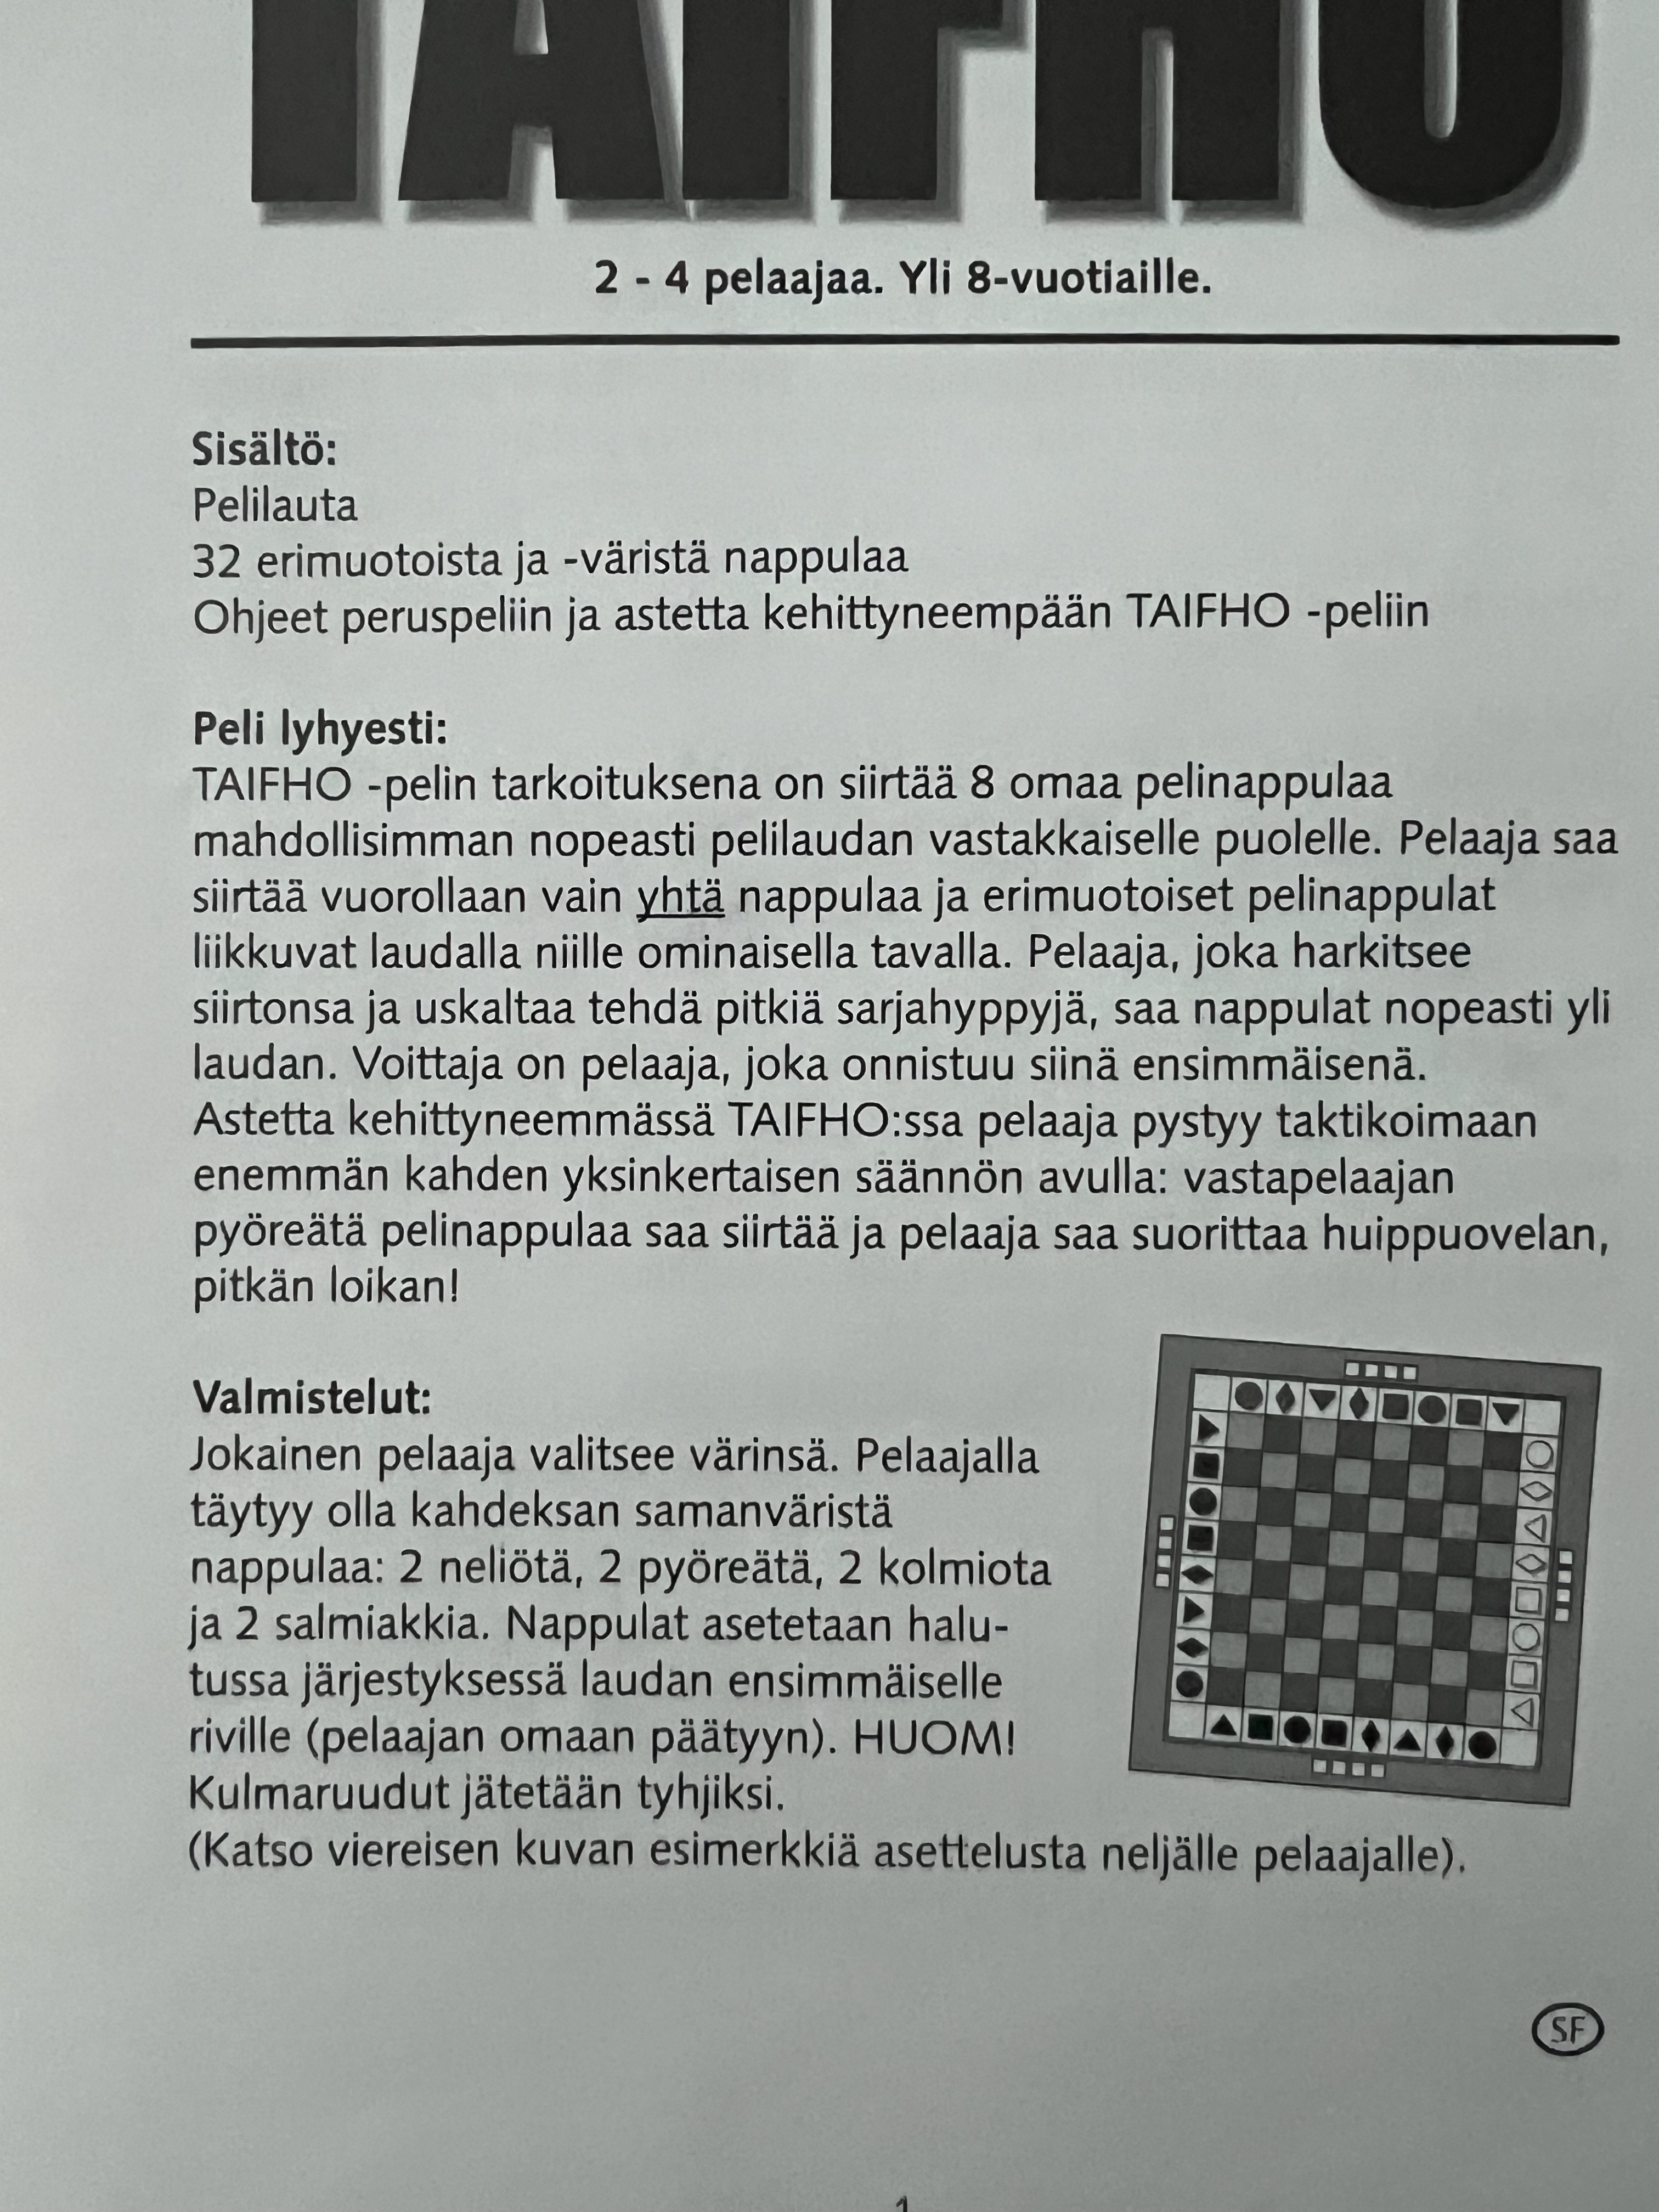 TAIFHO
2 - 4 pelaajaa. Yli 8-vuotiaille.
Sisältö:
Pelilauta
32 erimuotoista ja -väristä nappulaa
Ohjeet peruspeliin ja astetta kehittyneempään TAIFHO -peliin
Peli lyhyesti:
TAIFHO -pelin tarkoituksena on siirtää 8 omaa pelinappulaa
mahdollisimman nopeasti pelilaudan vastakkaiselle puolelle. Pelaaja saa
siirtää vuorollaan vain yhtä nappulaa ja erimuotoiset pelinappulat
liikkuvat laudalla niille ominaisella tavalla. Pelaaja, joka harkitsee
siirtonsa ja uskaltaa tehdä pitkiä sarjahyppyjä, saa nappulat nopeasti yli
laudan. Voittaja on pelaaja, joka onnistuu siinä ensimmäisenä.
Astetta kehittyneemmässä TAIFHO:ssa pelaaja pystyy taktikoimaan
enemmän kahden yksinkertaisen säännön avulla: vastapelaajan
pyöreätä pelinappulaa saa siirtää ja pelaaja saa suorittaa huippuovelan,
pitkän loikan!
Valmistelut:
Jokainen pelaaja valitsee värinsä. Pelaajalla
täytyy olla kahdeksan samanväristä
nappulaa: 2 neliötä, 2 pyöreätä, 2 kolmiota
ja 2 salmiakkia. Nappulat asetetaan halu-
tussa järjestyksessä laudan ensimmäiselle
riville (pelaajan omaan päätyyn). HUOM!
Kulmaruudut jätetään tyhjiksi.
(Katso viereisen kuvan esimerkkiä asettelusta neljälle pelaajalle).
SF
1